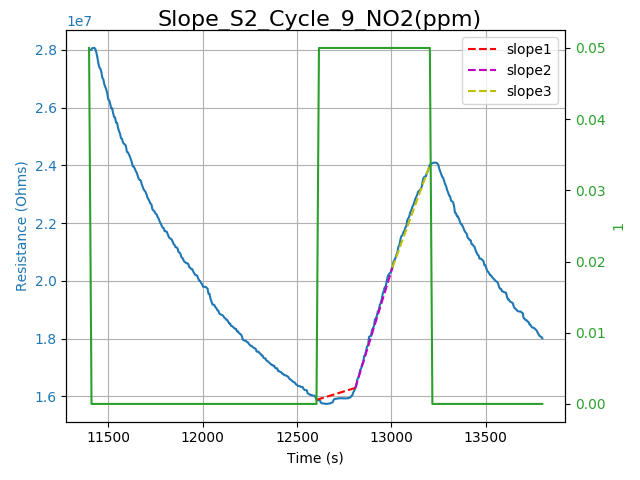 Slope_S2_Cycle_9_NO2(ppm)
1e7
2.8
2.6
2.4
2.2
2.0
1.8
1.6
Resistance (Ohms)
11500
12000
12500
13000
13500
Time (s)
0.05
0.04
0.03
0.02
0.01
0.00
1
slope1
slope2
slope3